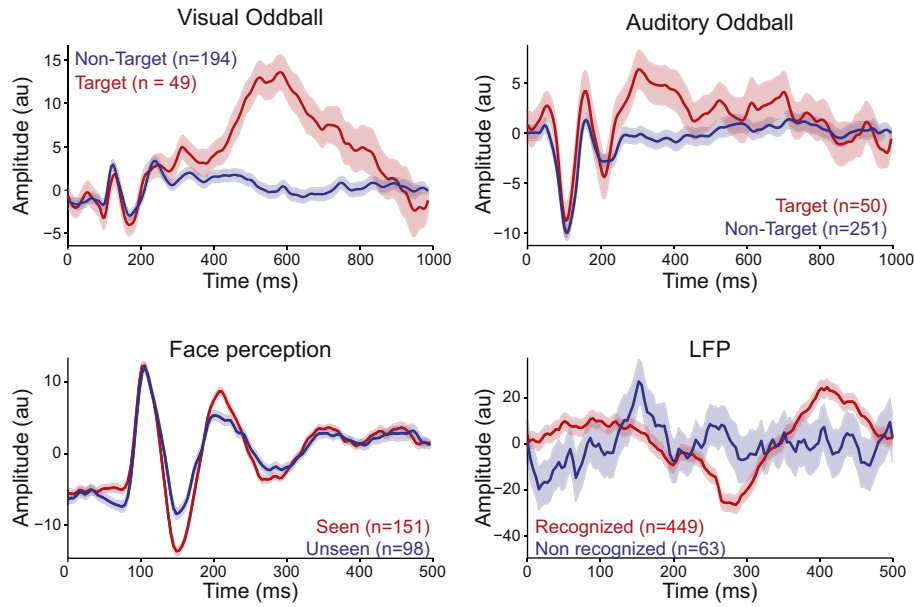 Visual Oddball
Amplitude (au)
15
10
5
0
−5
Non-Target (n=194)
Target (n = 49)
0 200 400 600 800 1000
Time (ms)
Auditory Oddball
Amplitude (au)
5
0
−5
−10
Target (n=50)
Non-Target (n=251)
0 200 400 600 800 1000
Time (ms)
Face perception
Amplitude (au)
10
0
−10
Seen (n=151)
Unseen (n=98)
0 100 200 300 400 500
Time (ms)
LFP
Amplitude (au)
20
0
−20
−40
Recognized (n=449)
Non recognized (n=63)
0 100 200 300 400 500
Time (ms)